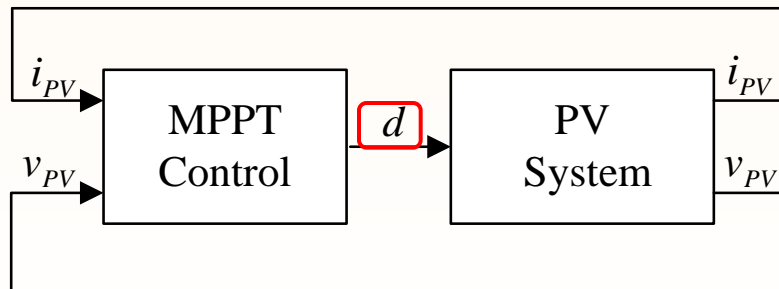 i_PV
v_PV
MPPT
Control
d
PV
System
i_PV
v_PV